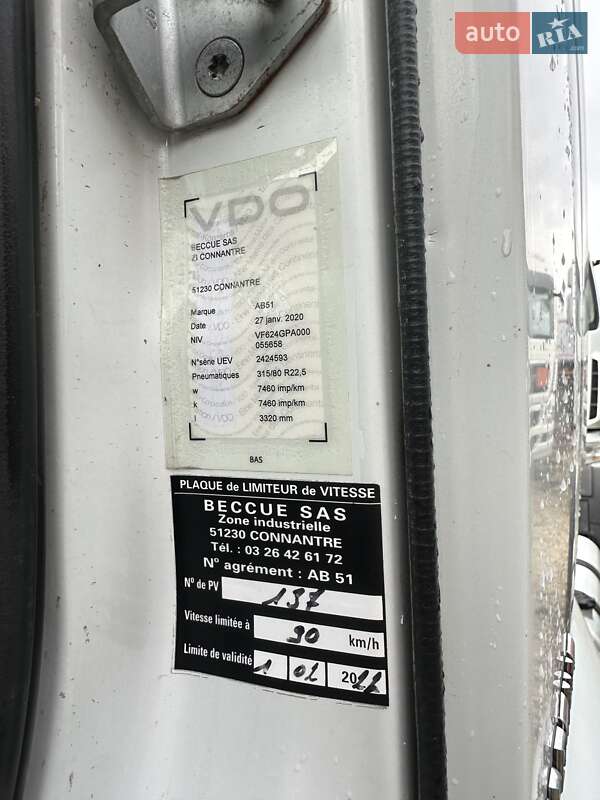 auto RIA
.com
VDO
BECCUE SAS
ZI CONNANTRE
51230 CONNANTRE
Marque AB51
Date 27 janv. 2020
NIV VF624GPA000
055658
N°série UEV 2424593
Pneumatiques 315/80 R22,5
w 7460 imp/km
k 7460 imp/km
l 3320 mm
BAS
PLAQUE DE LIMITEUR DE VITESSE
BECCUE SAS
Zone industrielle
51230 CONNANTRE
Tél. : 03 26 42 61 72
N° agrément : AB 51
N° de PV 137
Vitesse limitée à 90 km/h
Limite de validité 1 02 2022